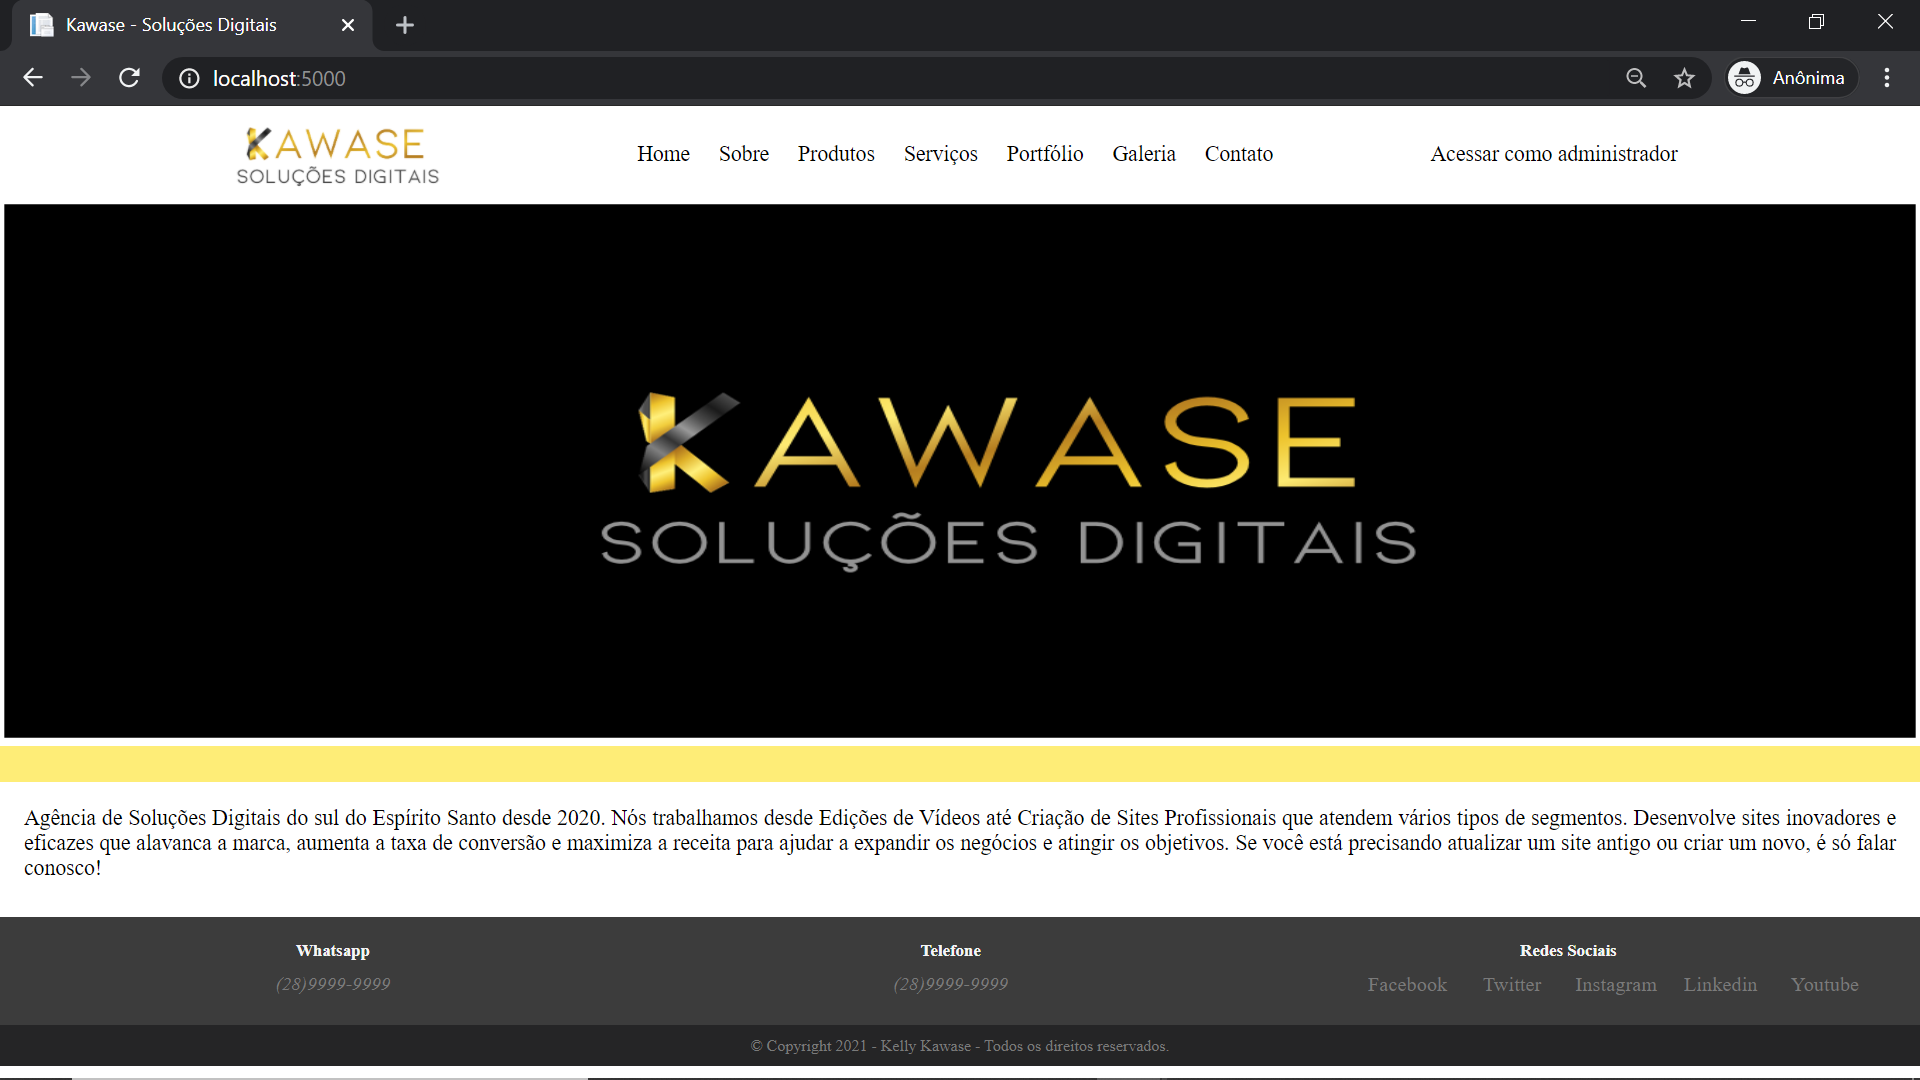 Kawase - Soluções Digitais
localhost:5000
Anônima
KAWASE
SOLUÇÕES DIGITAIS
Home Sobre Produtos Serviços Portfólio Galeria Contato
Acessar como administrador
KAWASE
SOLUÇÕES DIGITAIS
Agência de Soluções Digitais do sul do Espírito Santo desde 2020. Nós trabalhamos desde Edições de Vídeos até Criação de Sites Profissionais que atendem vários tipos de segmentos. Desenvolve sites inovadores e
eficazes que alavanca a marca, aumenta a taxa de conversão e maximiza a receita para ajudar a expandir os negócios e atingir os objetivos. Se você está precisando atualizar um site antigo ou criar um novo, é só falar
conosco!
Whatsapp
(28)9999-9999
Telefone
(28)9999-9999
Redes Sociais
Facebook Twitter Instagram Linkedin Youtube
© Copyright 2021 - Kelly Kawase - Todos os direitos reservados.